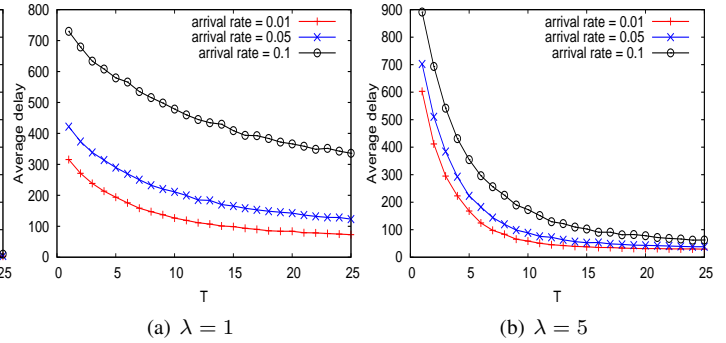 25
800
700
600
500
400
300
200
100
0
Average delay
arrival rate = 0.01
arrival rate = 0.05
arrival rate = 0.1
0 5 10 15 20 25
T
(a) λ = 1
900
800
700
600
500
400
300
200
100
0
Average delay
arrival rate = 0.01
arrival rate = 0.05
arrival rate = 0.1
0 5 10 15 20 25
T
(b) λ = 5